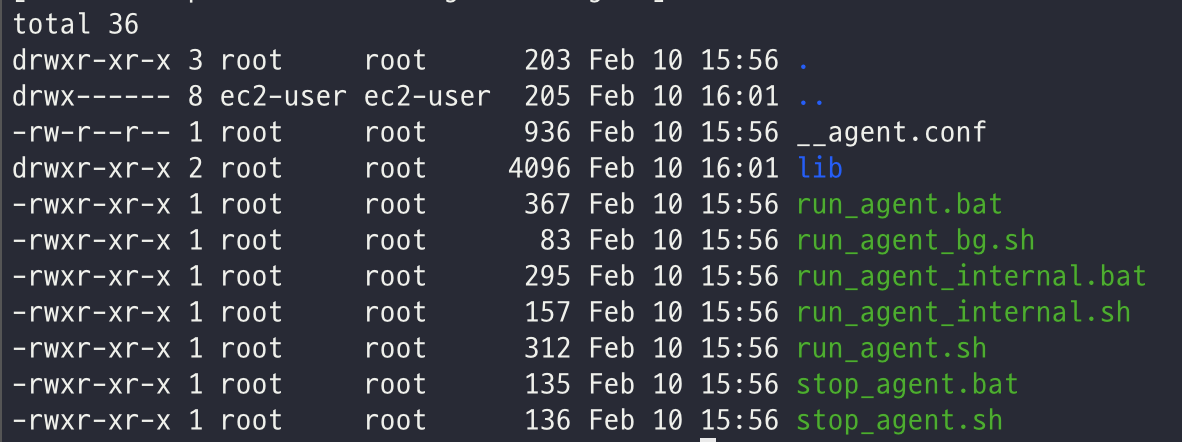 total 36
drwxr-xr-x 3 root     root      203 Feb 10 15:56 .
drwx------ 8 ec2-user ec2-user  205 Feb 10 16:01 ..
-rw-r--r-- 1 root     root      936 Feb 10 15:56 __agent.conf
drwxr-xr-x 2 root     root     4096 Feb 10 16:01 lib
-rwxr-xr-x 1 root     root      367 Feb 10 15:56 run_agent.bat
-rwxr-xr-x 1 root     root       83 Feb 10 15:56 run_agent_bg.sh
-rwxr-xr-x 1 root     root      295 Feb 10 15:56 run_agent_internal.bat
-rwxr-xr-x 1 root     root      157 Feb 10 15:56 run_agent_internal.sh
-rwxr-xr-x 1 root     root      312 Feb 10 15:56 run_agent.sh
-rwxr-xr-x 1 root     root      135 Feb 10 15:56 stop_agent.bat
-rwxr-xr-x 1 root     root      136 Feb 10 15:56 stop_agent.sh